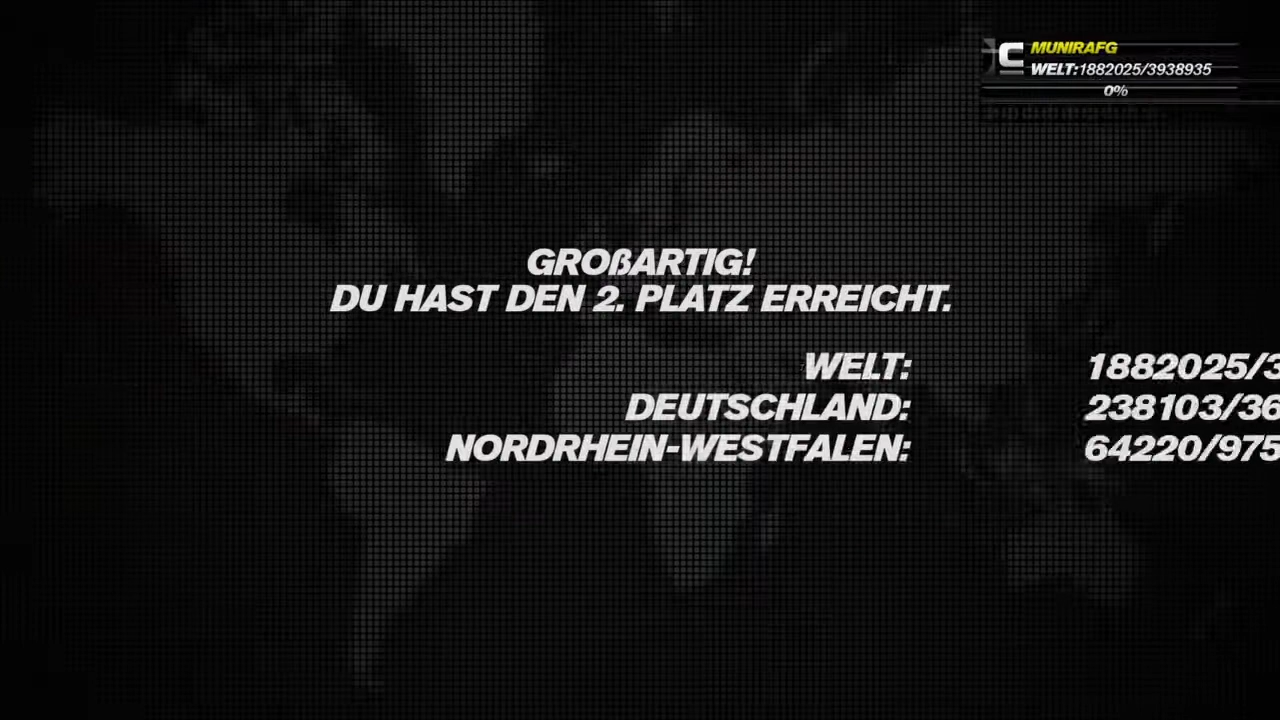 MUNIRAFG
WELT:1882025/3938935
0%
GROßARTIG!
DU HAST DEN 2. PLATZ ERREICHT.
WELT: 1882025/3
DEUTSCHLAND: 238103/36
NORDRHEIN-WESTFALEN: 64220/975